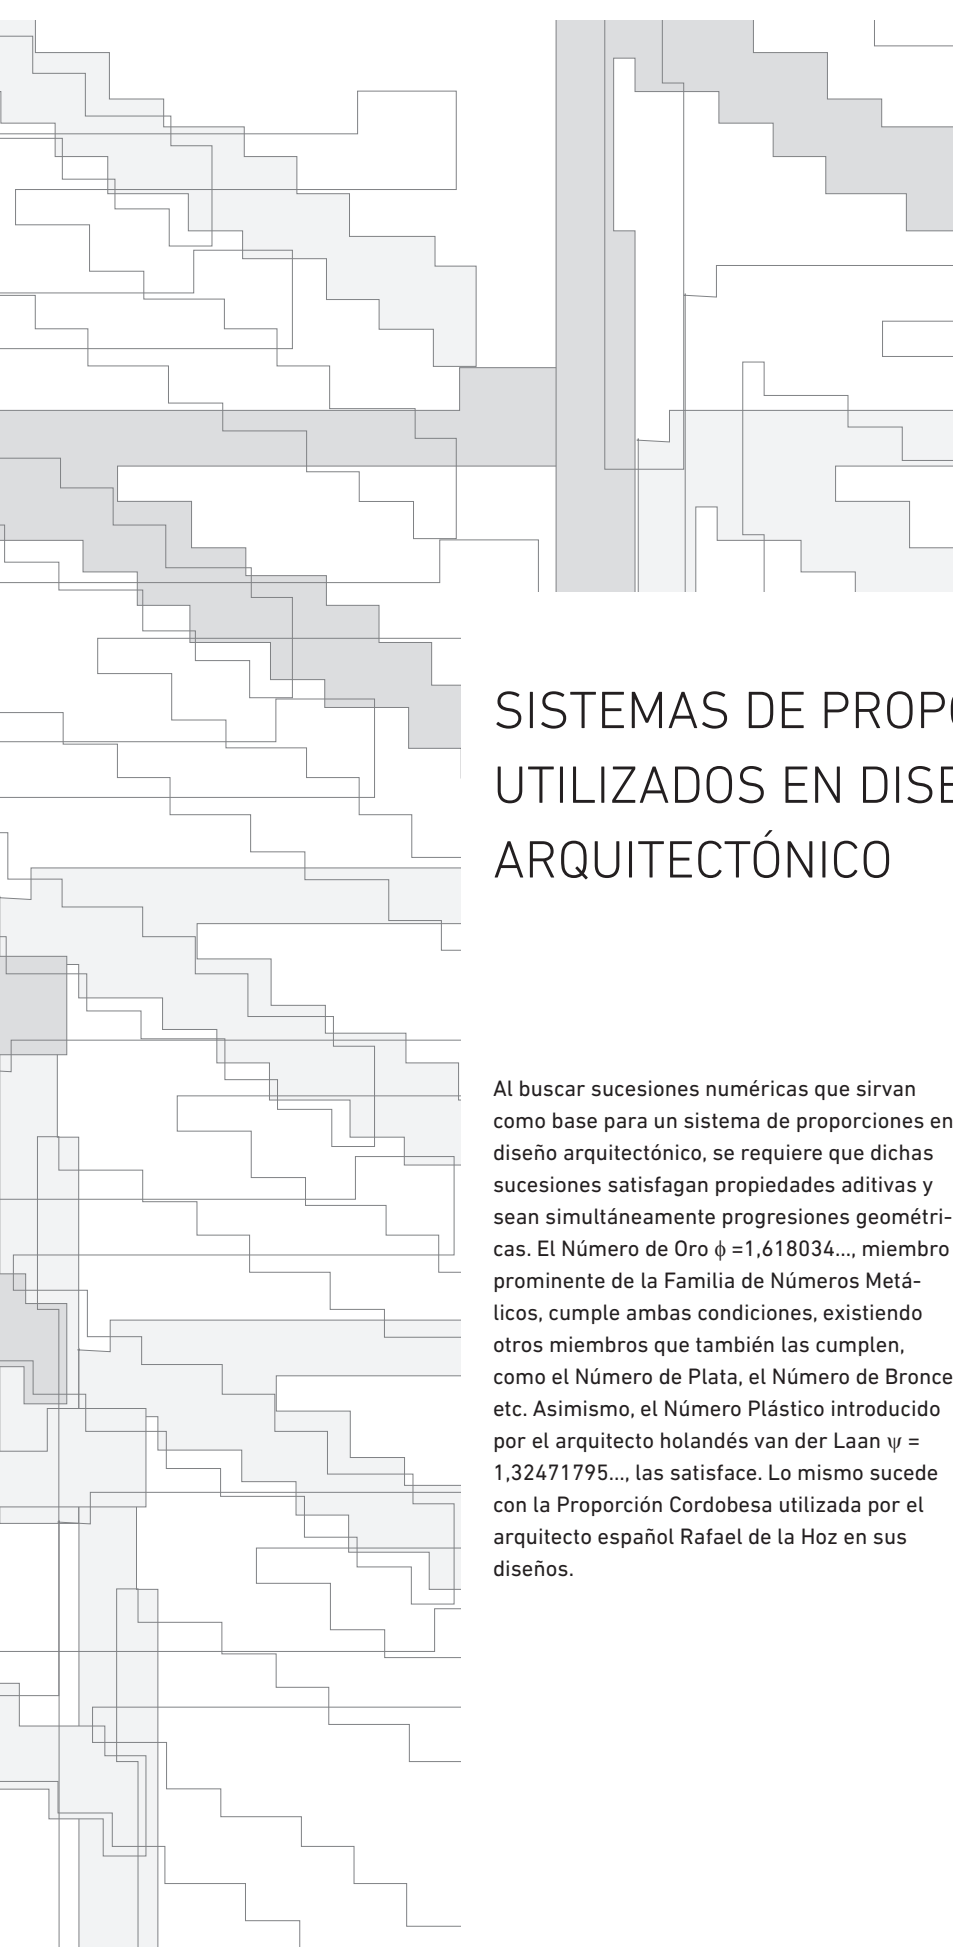 SISTEMAS DE
UTILIZADOS EN
ARQUITECTÓNICO
Al buscar sucesiones numéricas que sirvan
como base para un sistema de proporciones en
diseño arquitectónico, se requiere que dichas
sucesiones satisfagan propiedades aditivas y
sean simultáneamente progresiones geométri-
cas. El Número de Oro ϕ =1,618034..., miembro
prominente de la Familia de Números Metá-
licos, cumple ambas condiciones, existiendo
otros miembros que también las cumplen,
como el Número de Plata, el Número de Bronce
etc. Asimismo, el Número Plástico introducido
por el arquitecto holandés van der Laan ψ =
1,32471795..., las satisface. Lo mismo sucede
con la Proporción Cordobesa utilizada por el
arquitecto español Rafael de la Hoz en sus
diseños.